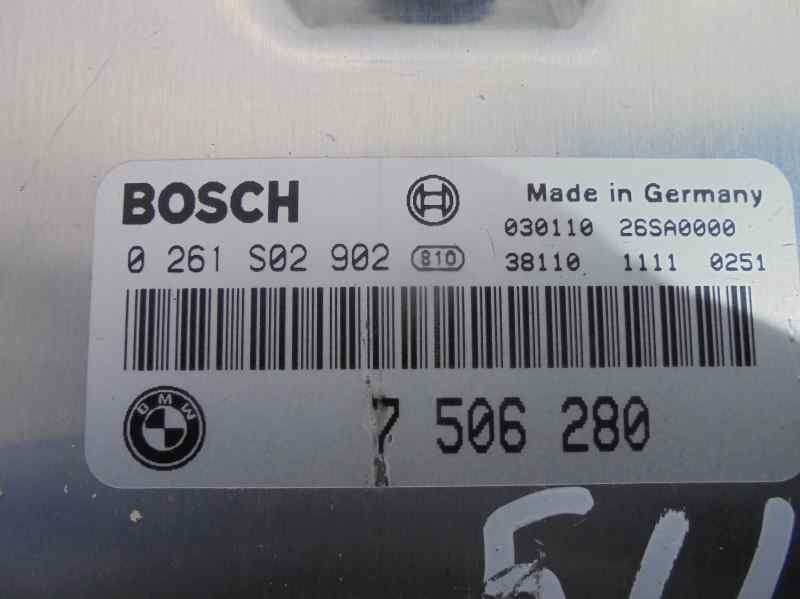 BOSCH Made in Germany
030110 26SA0000
0 261 S02 902 810 38110 1111 0251
BMW 7 506 280